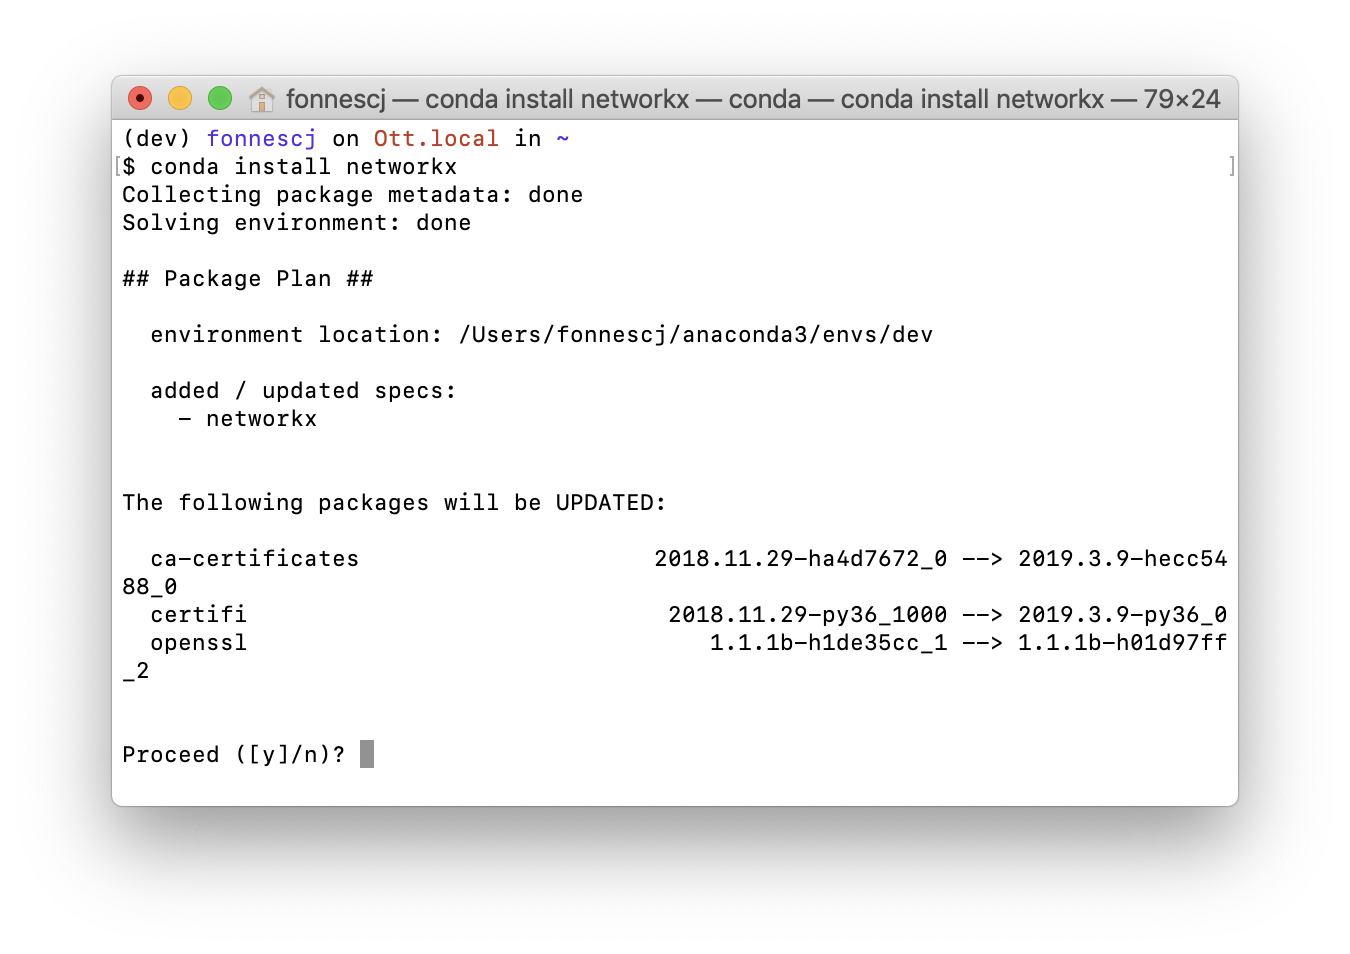 fonnescj — conda install networkx — conda — conda install networkx — 79×24
(dev) fonnescj on Ott.local in ~
[$ conda install networkx ]
Collecting package metadata: done
Solving environment: done
## Package Plan ##
environment location: /Users/fonnescj/anaconda3/envs/dev
added / updated specs:
- networkx
The following packages will be UPDATED:
ca-certificates 2018.11.29-ha4d7672_0 --> 2019.3.9-hecc54
88_0
certifi 2018.11.29-py36_1000 --> 2019.3.9-py36_0
openssl 1.1.1b-h1de35cc_1 --> 1.1.1b-h01d97ff
_2
Proceed ([y]/n)?